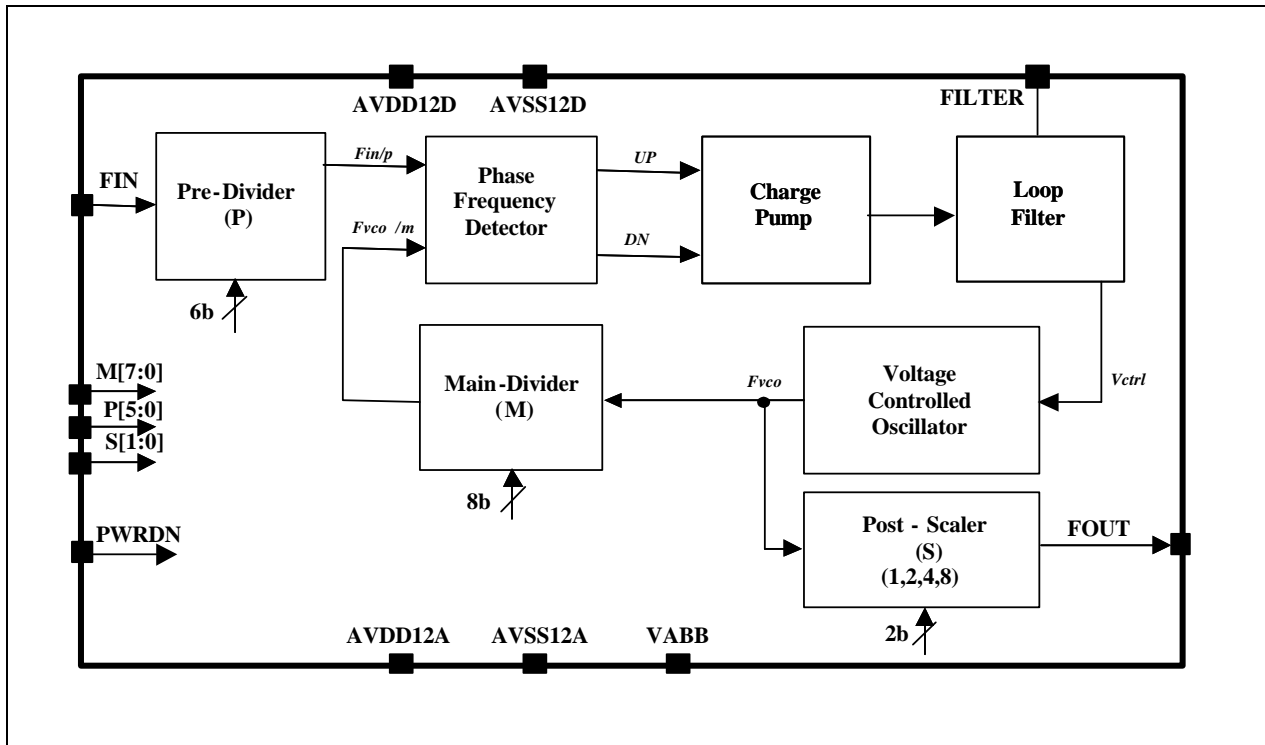 AVDD12D
AVSS12D
FILTER
FIN
Pre-Divider
(P)
6b
Fin/p
Fvco /m
Phase
Frequency
Detector
UP
DN
Charge
Pump
Loop
Filter
M[7:0]
P[5:0]
S[1:0]
PWRDN
Main-Divider
(M)
8b
Fvco
Voltage
Controlled
Oscillator
Vctrl
Post - Scaler
(S)
(1,2,4,8)
2b
FOUT
AVDD12A
AVSS12A
VABB